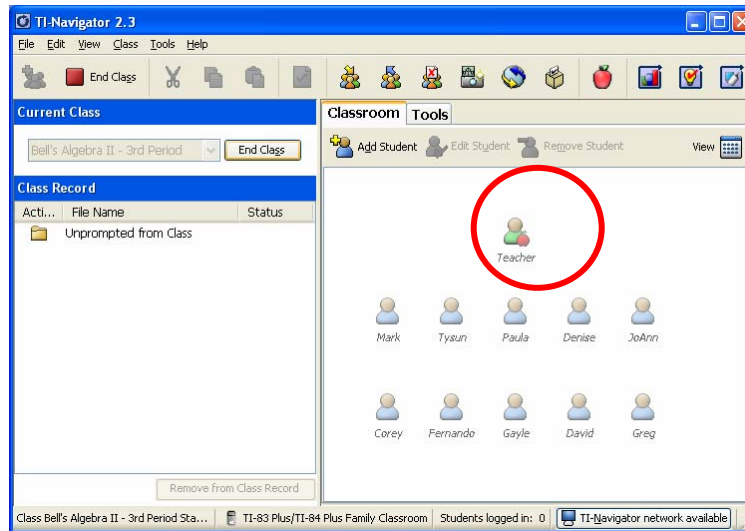 TI-Navigator 2.3
File Edit View Class Tools Help
End Class
Current Class
Bell's Algebra II - 3rd Period End Class
Class Record
Acti... File Name Status
Unprompted from Class
Remove from Class Record
Classroom Tools
Add Student Edit Student Remove Student View
Teacher
Mark Tysun Paula Denise JoAnn
Corey Fernando Gayle David Greg
Class Bell's Algebra II - 3rd Period Sta... TI-83 Plus/TI-84 Plus Family Classroom Students logged in: 0 TI-Navigator network available